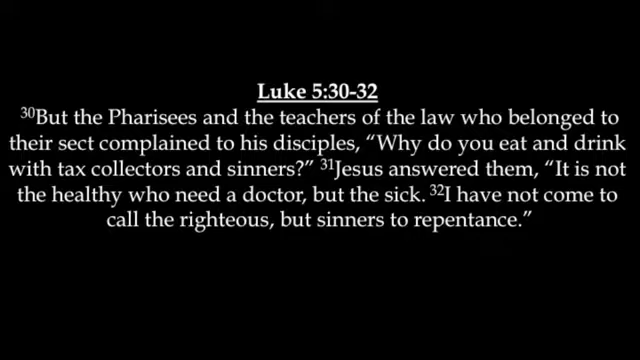 Luke 5:30-32
³⁰But the Pharisees and the teachers of the law who belonged to
their sect complained to his disciples, “Why do you eat and drink
with tax collectors and sinners?” ³¹Jesus answered them, “It is not
the healthy who need a doctor, but the sick. ³²I have not come to
call the righteous, but sinners to repentance.”